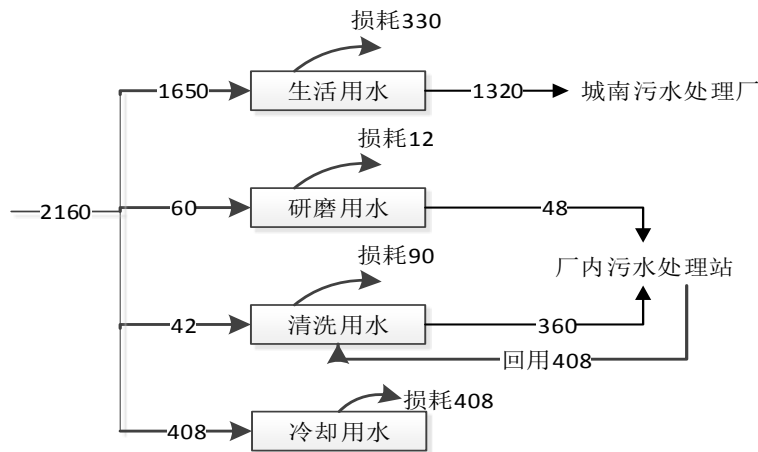 损耗330
1650
生活用水
1320
城南污水处理厂
损耗12
2160
60
研磨用水
48
厂内污水处理站
损耗90
42
清洗用水
360
回用408
损耗408
408
冷却用水